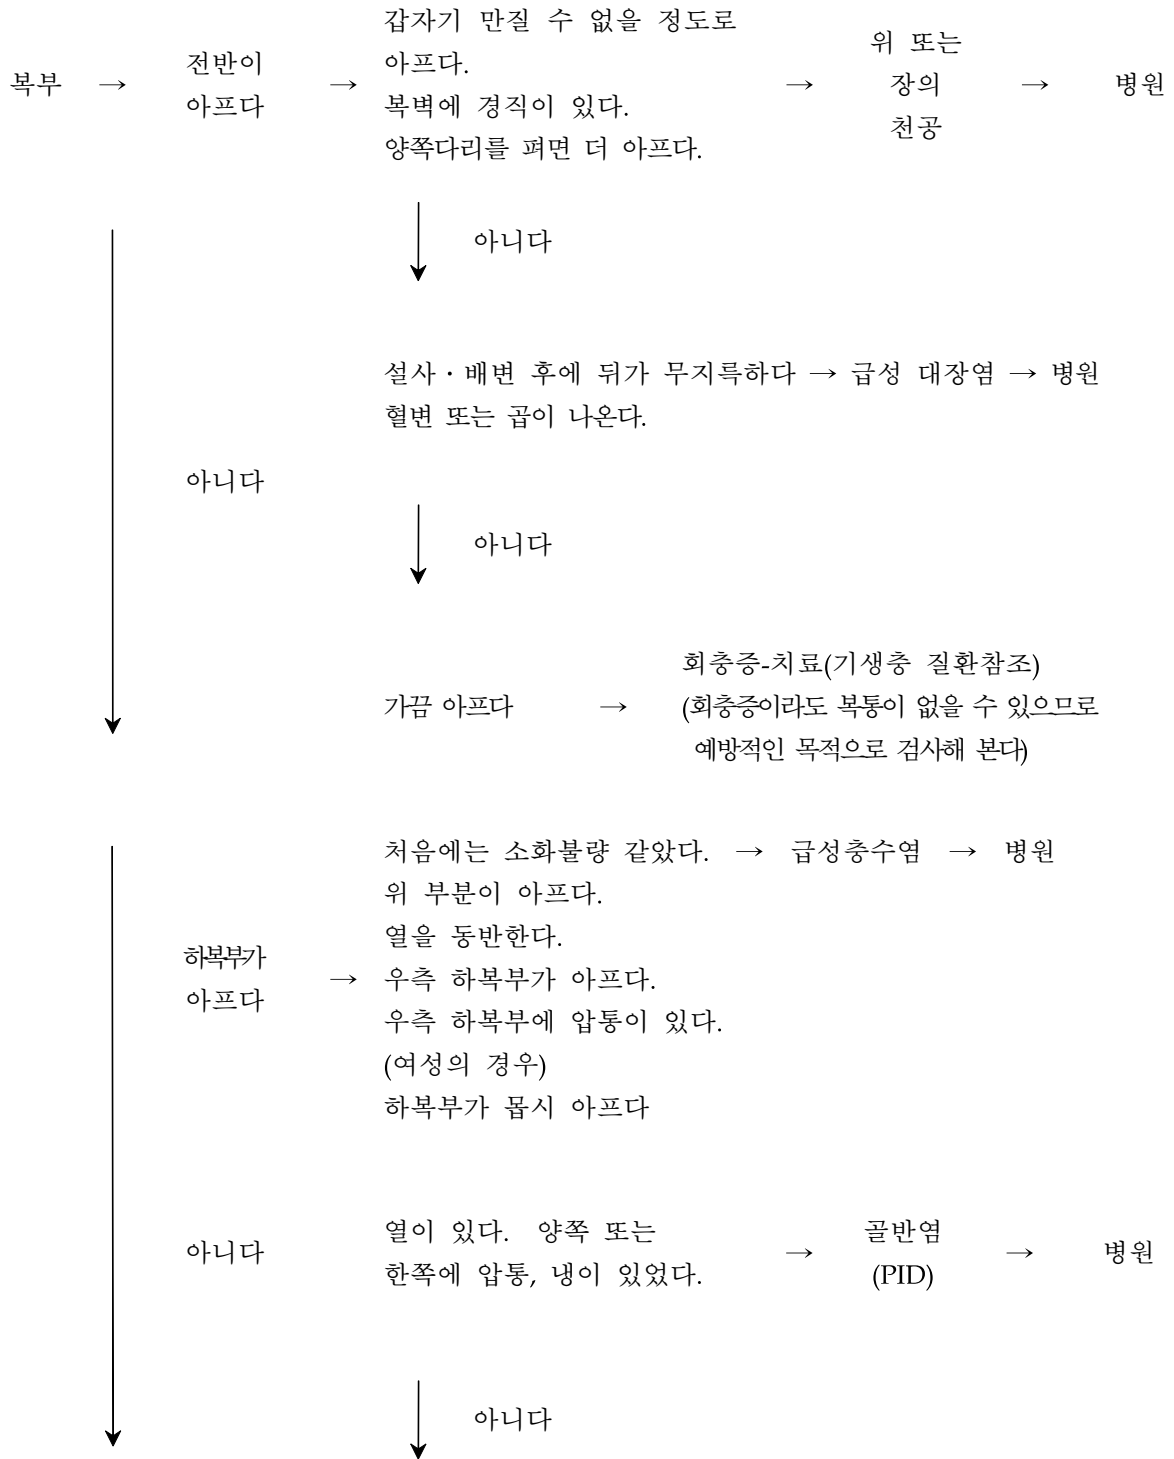 복부 → 전반이 아프다 → 갑자기 만질 수 없을 정도로
아프다.
복벽에 경직이 있다.
양쪽다리를 펴면 더 아프다.
→ 위 또는
장의
천공
→ 병원
아니다
설사・배변 후에 뒤가 무지륵하다 → 급성 대장염 → 병원
혈변 또는 곱이 나온다.
아니다
아니다
가끔 아프다 → 회충증-치료(기생충 질환참조)
(회충증이라도 복통이 없을 수 있으므로
예방적인 목적으로 검사해 본다)
하복부가
아프다
→
처음에는 소화불량 같았다. → 급성충수염 → 병원
위 부분이 아프다.
열을 동반한다.
우측 하복부가 아프다.
우측 하복부에 압통이 있다.
(여성의 경우)
하복부가 몹시 아프다
아니다
열이 있다. 양쪽 또는
한쪽에 압통, 냉이 있었다.
→ 골반염
(PID)
→ 병원
아니다